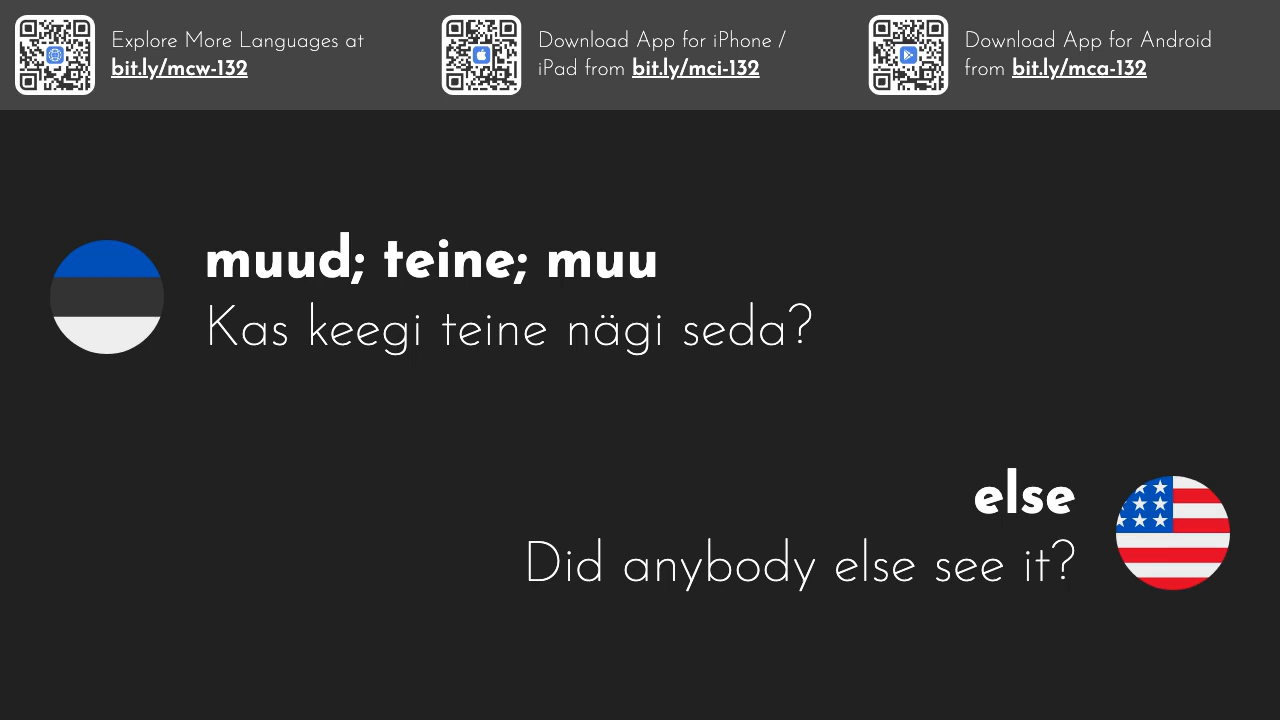 Explore More Languages at
bit.ly/mcw-132
Download App for iPhone /
iPad from bit.ly/mci-132
Download App for Android
from bit.ly/mca-132
muud; teine; muu
Kas keegi teine nägi seda?
else
Did anybody else see it?